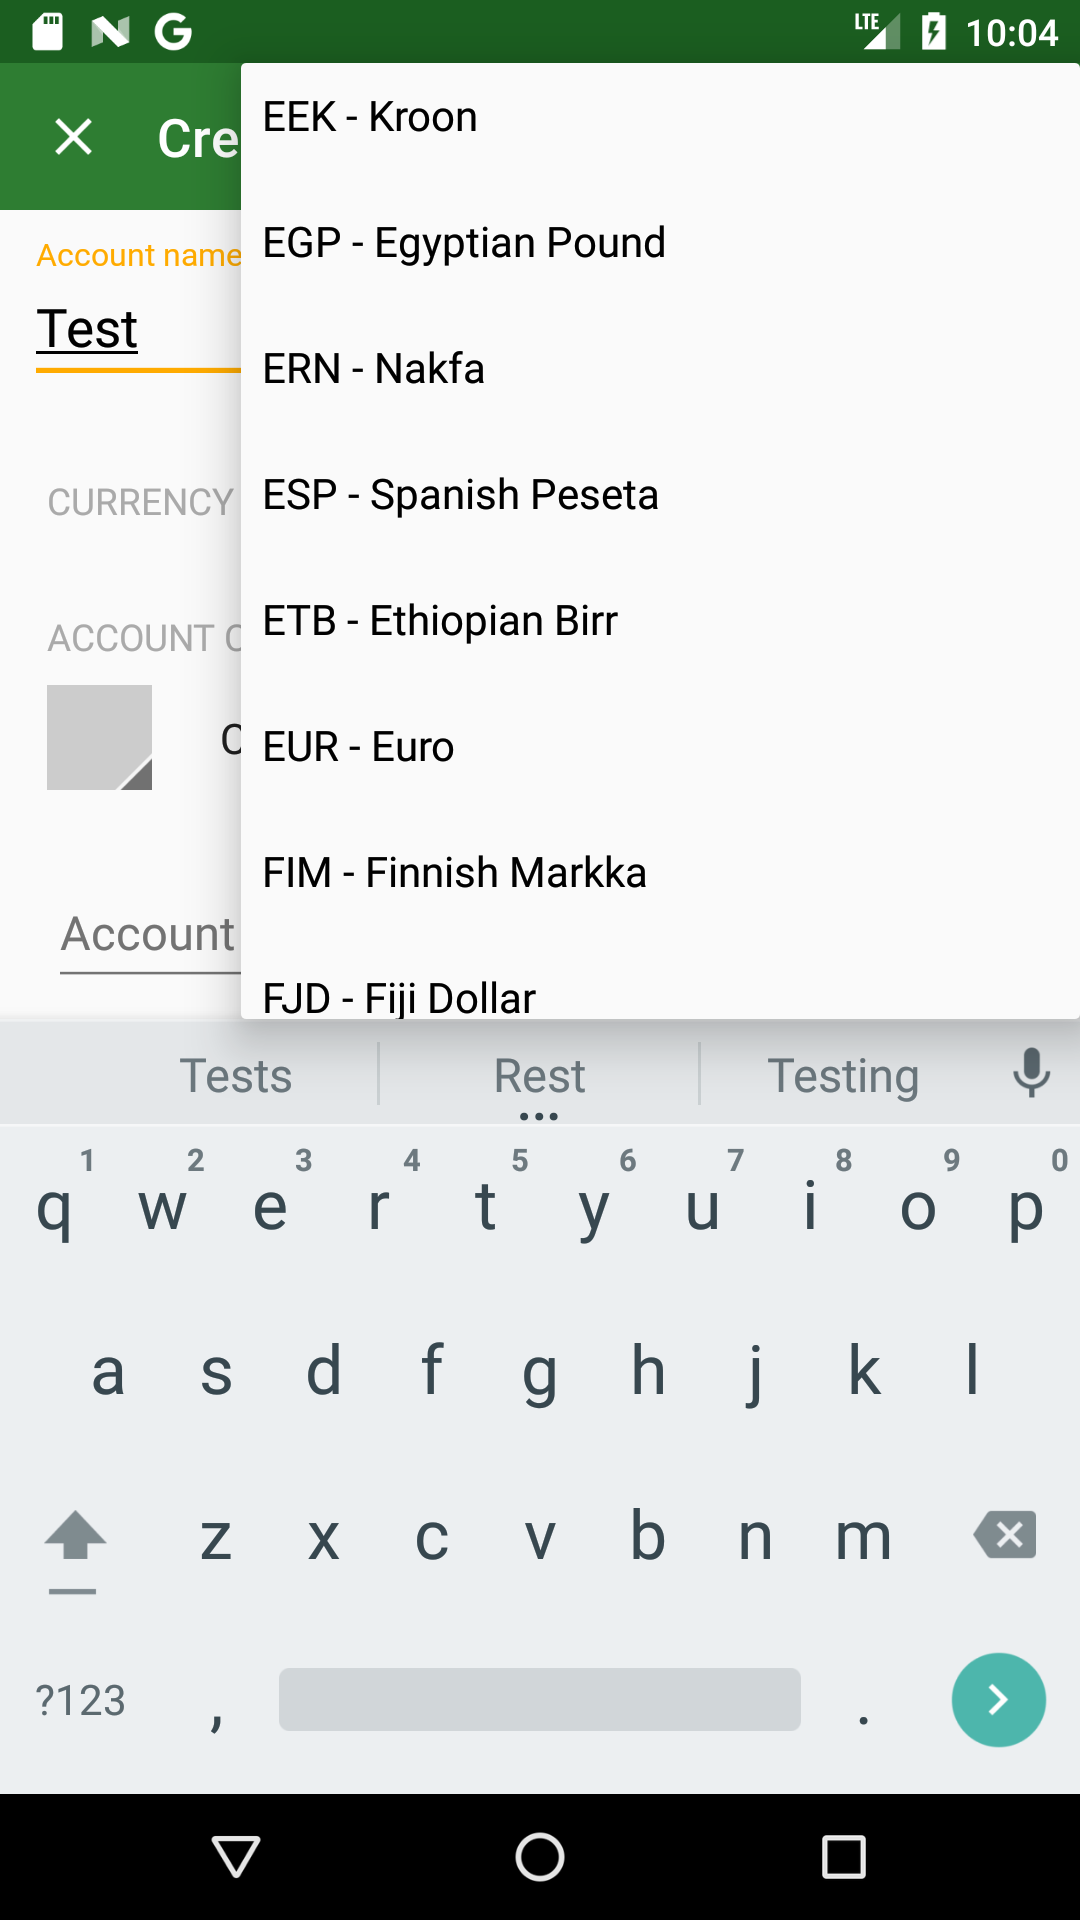 LTE 10:04
Cre
Account name
Test
CURRENCY
ACCOUNT C
Account
EEK - Kroon
EGP - Egyptian Pound
ERN - Nakfa
ESP - Spanish Peseta
ETB - Ethiopian Birr
EUR - Euro
FIM - Finnish Markka
FJD - Fiji Dollar
Tests Rest Testing
1 2 3 4 5 6 7 8 9 0
q w e r t y u i o p
a s d f g h j k l
z x c v b n m
?123 , .